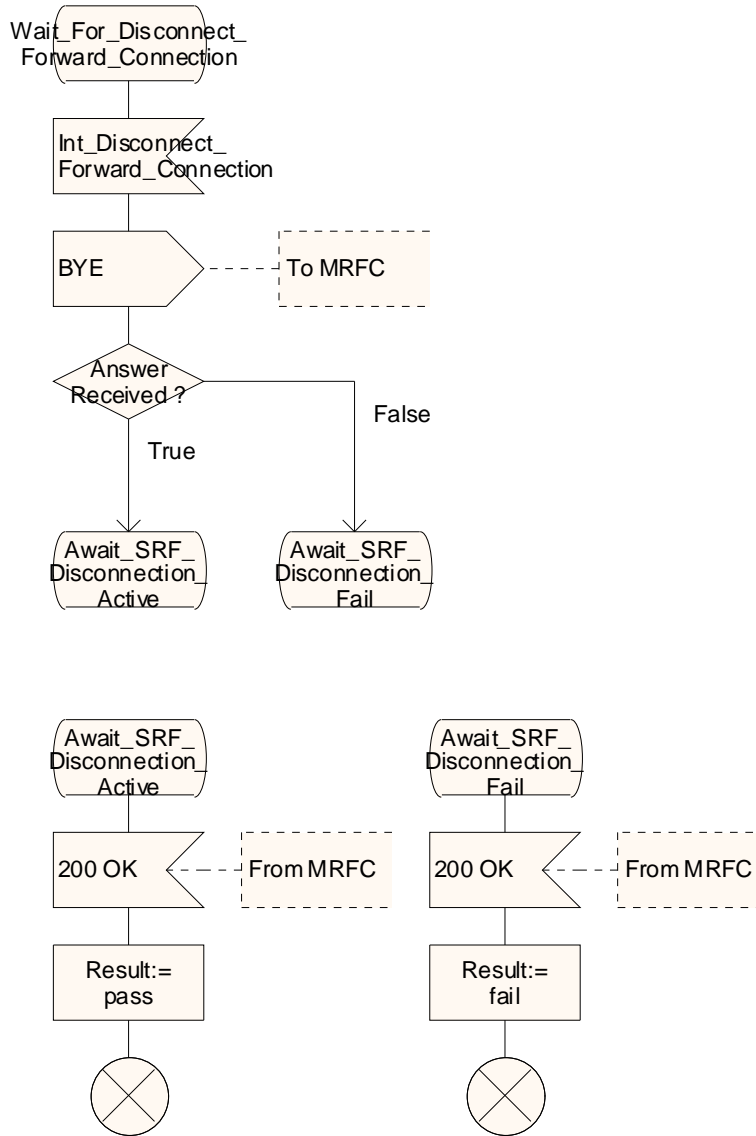 Wait_For_Disconnect_
Forward_Connection
Int_Disconnect_
Forward_Connection
BYE
To MRFC
Answer
Received ?
False
True
Await_SRF_
Disconnection_
Active
Await_SRF_
Disconnection_
Fail
Await_SRF_
Disconnection_
Active
Await_SRF_
Disconnection_
Fail
200 OK
From MRFC
200 OK
From MRFC
Result:=
pass
Result:=
fail